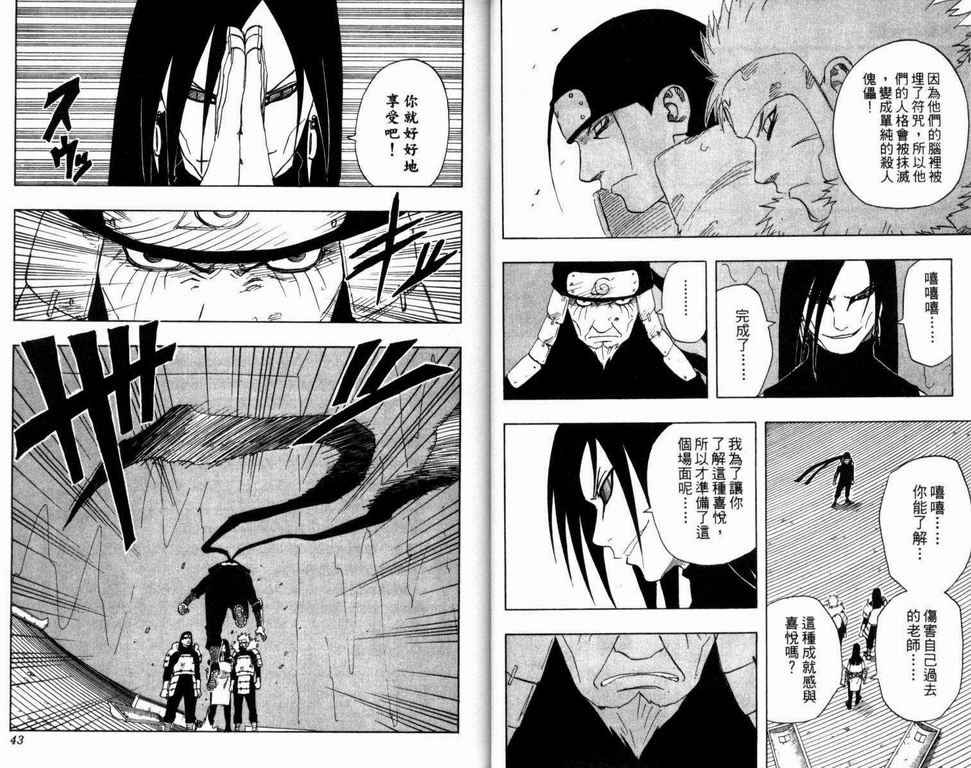 因為他們的腦裡被
埋了符咒，所以他
們的人格會被抹滅
，變成單純的殺人
傀儡！
嘻嘻嘻……
完成了…
………
嘻嘻……
你能了解…
傷害自己過去
的老師……
這種成就感與
喜悅嗎？
我為了讓你
了解這種喜悅，
所以才準備了這
個場面呢……
你就好好地
享受吧！
スウッ
キッ
ザッ
43